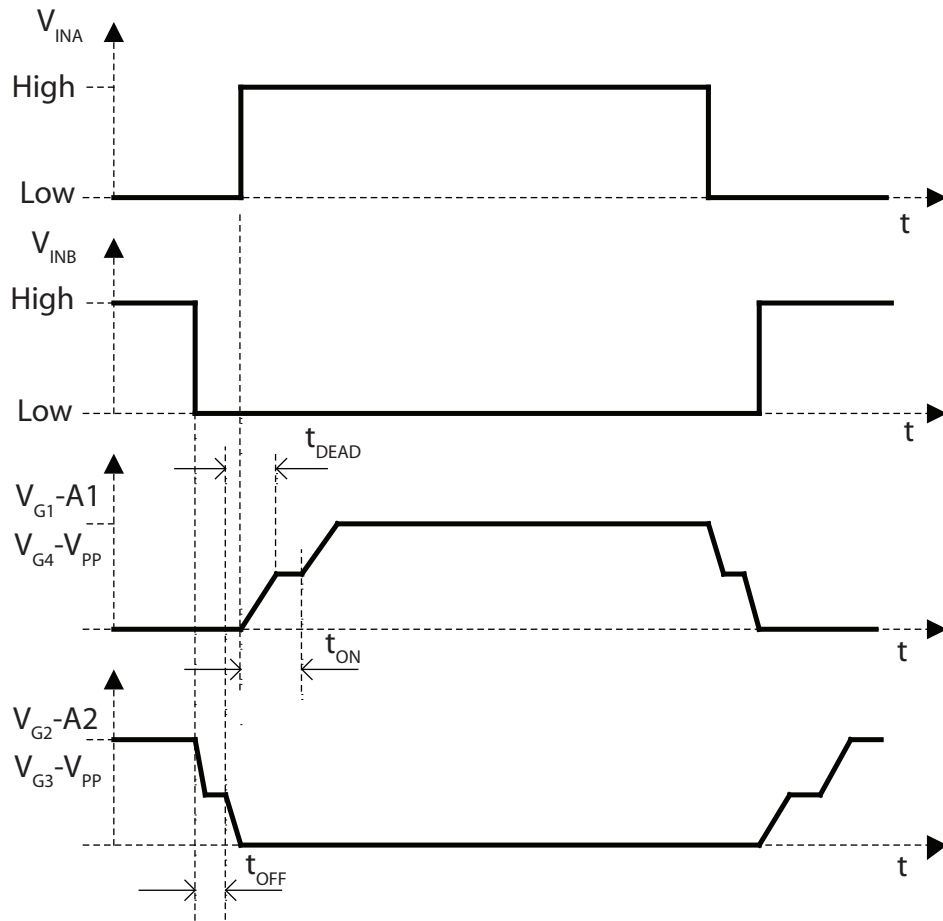 V_INA
High
Low
t
V_INB
High
Low
t
t_DEAD
V_G1-A1
V_G4-V_PP
t_ON
t
V_G2-A2
V_G3-V_PP
t_OFF
t